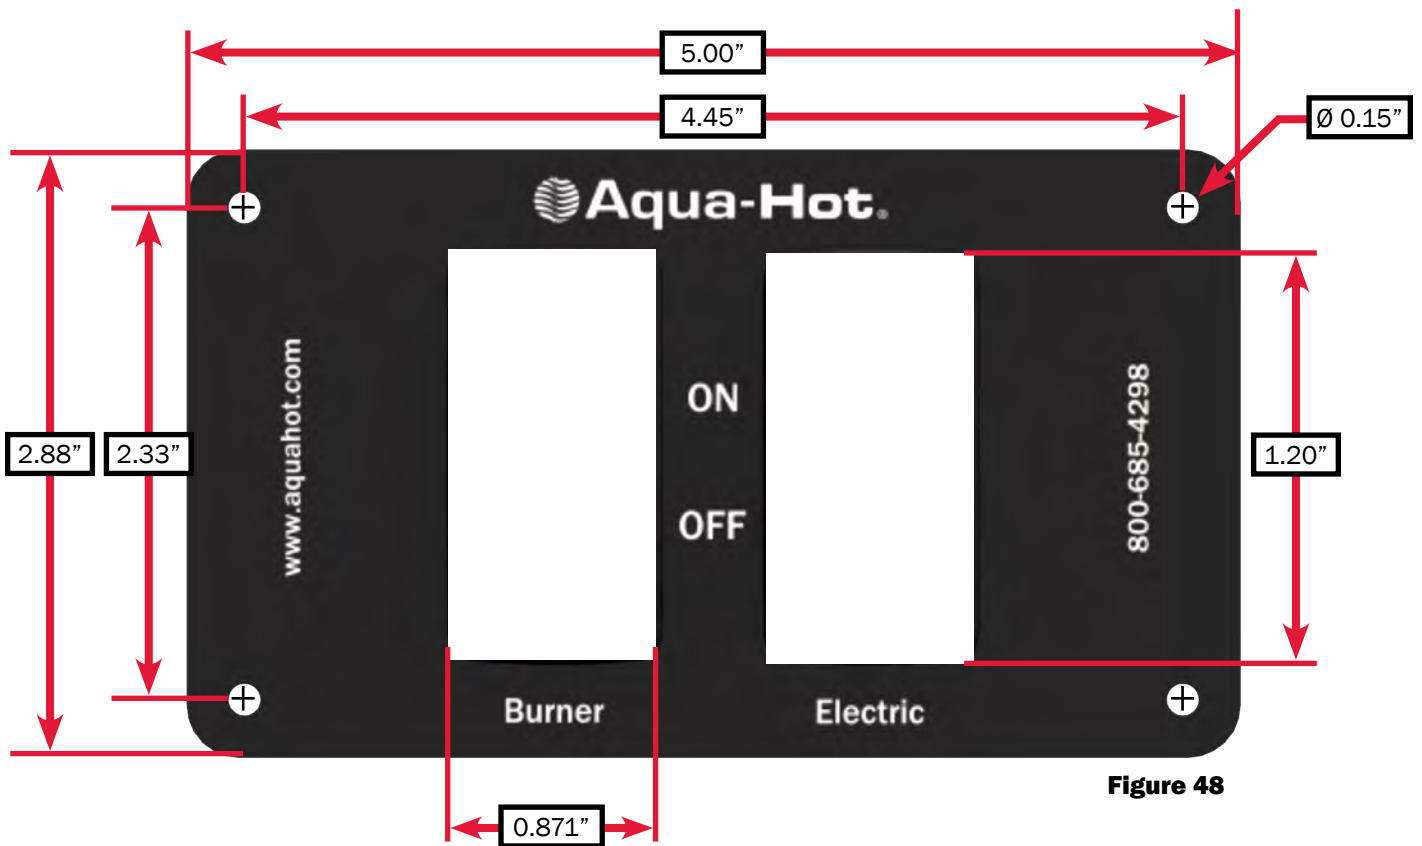 5.00”
4.45”
Ø 0.15”
Aqua-Hot®
www.aquahot.com
ON
2.88”
2.33”
1.20”
800-685-4298
OFF
Burner
Electric
Figure 48
0.871”